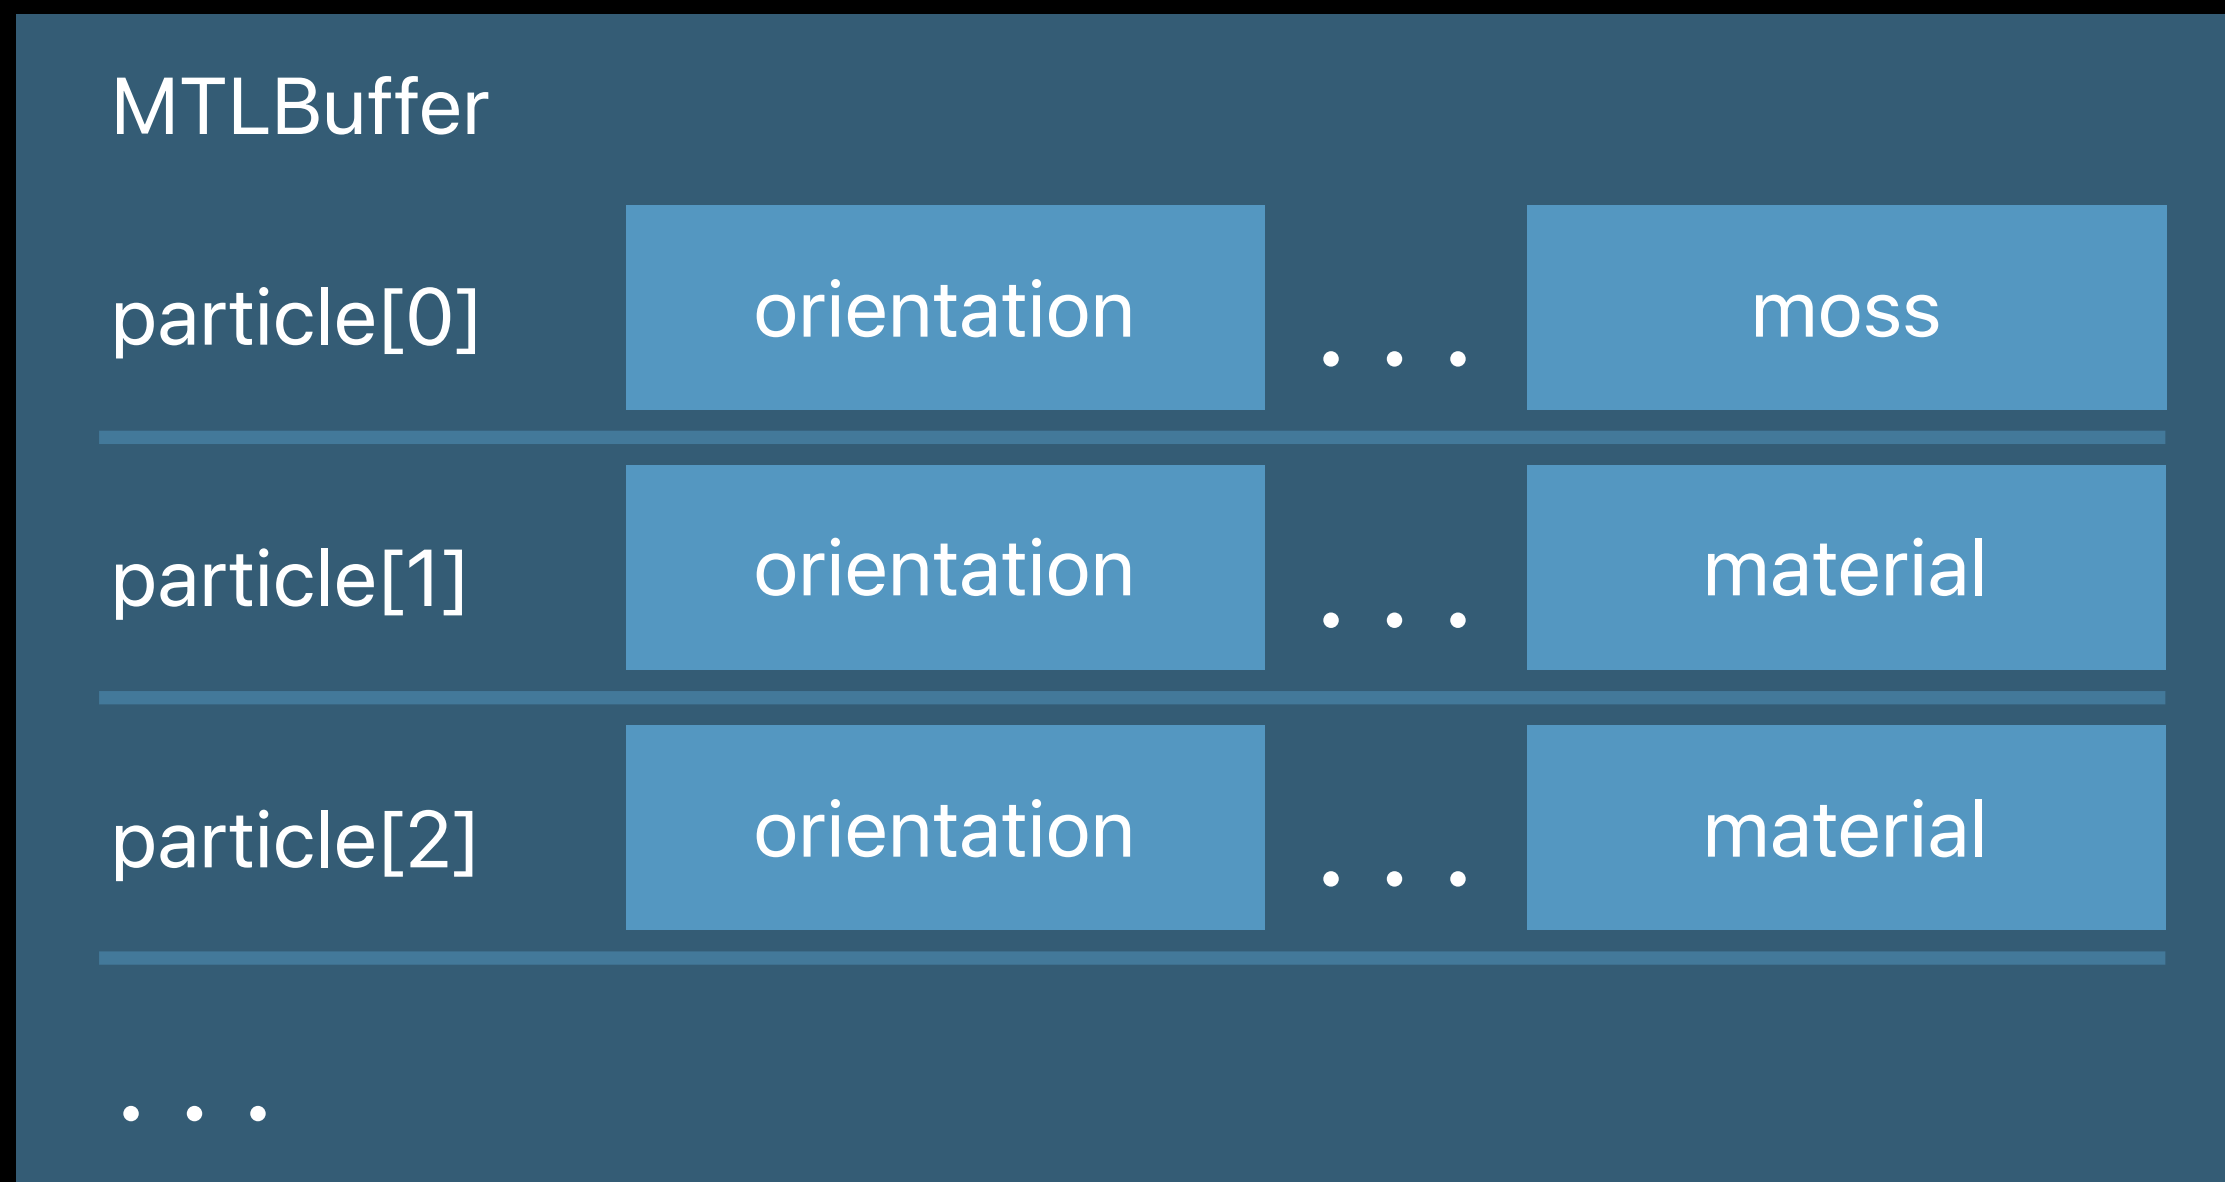 MTLBuffer
particle[0] orientation . . . moss
particle[1] orientation . . . material
particle[2] orientation . . . material
. . .